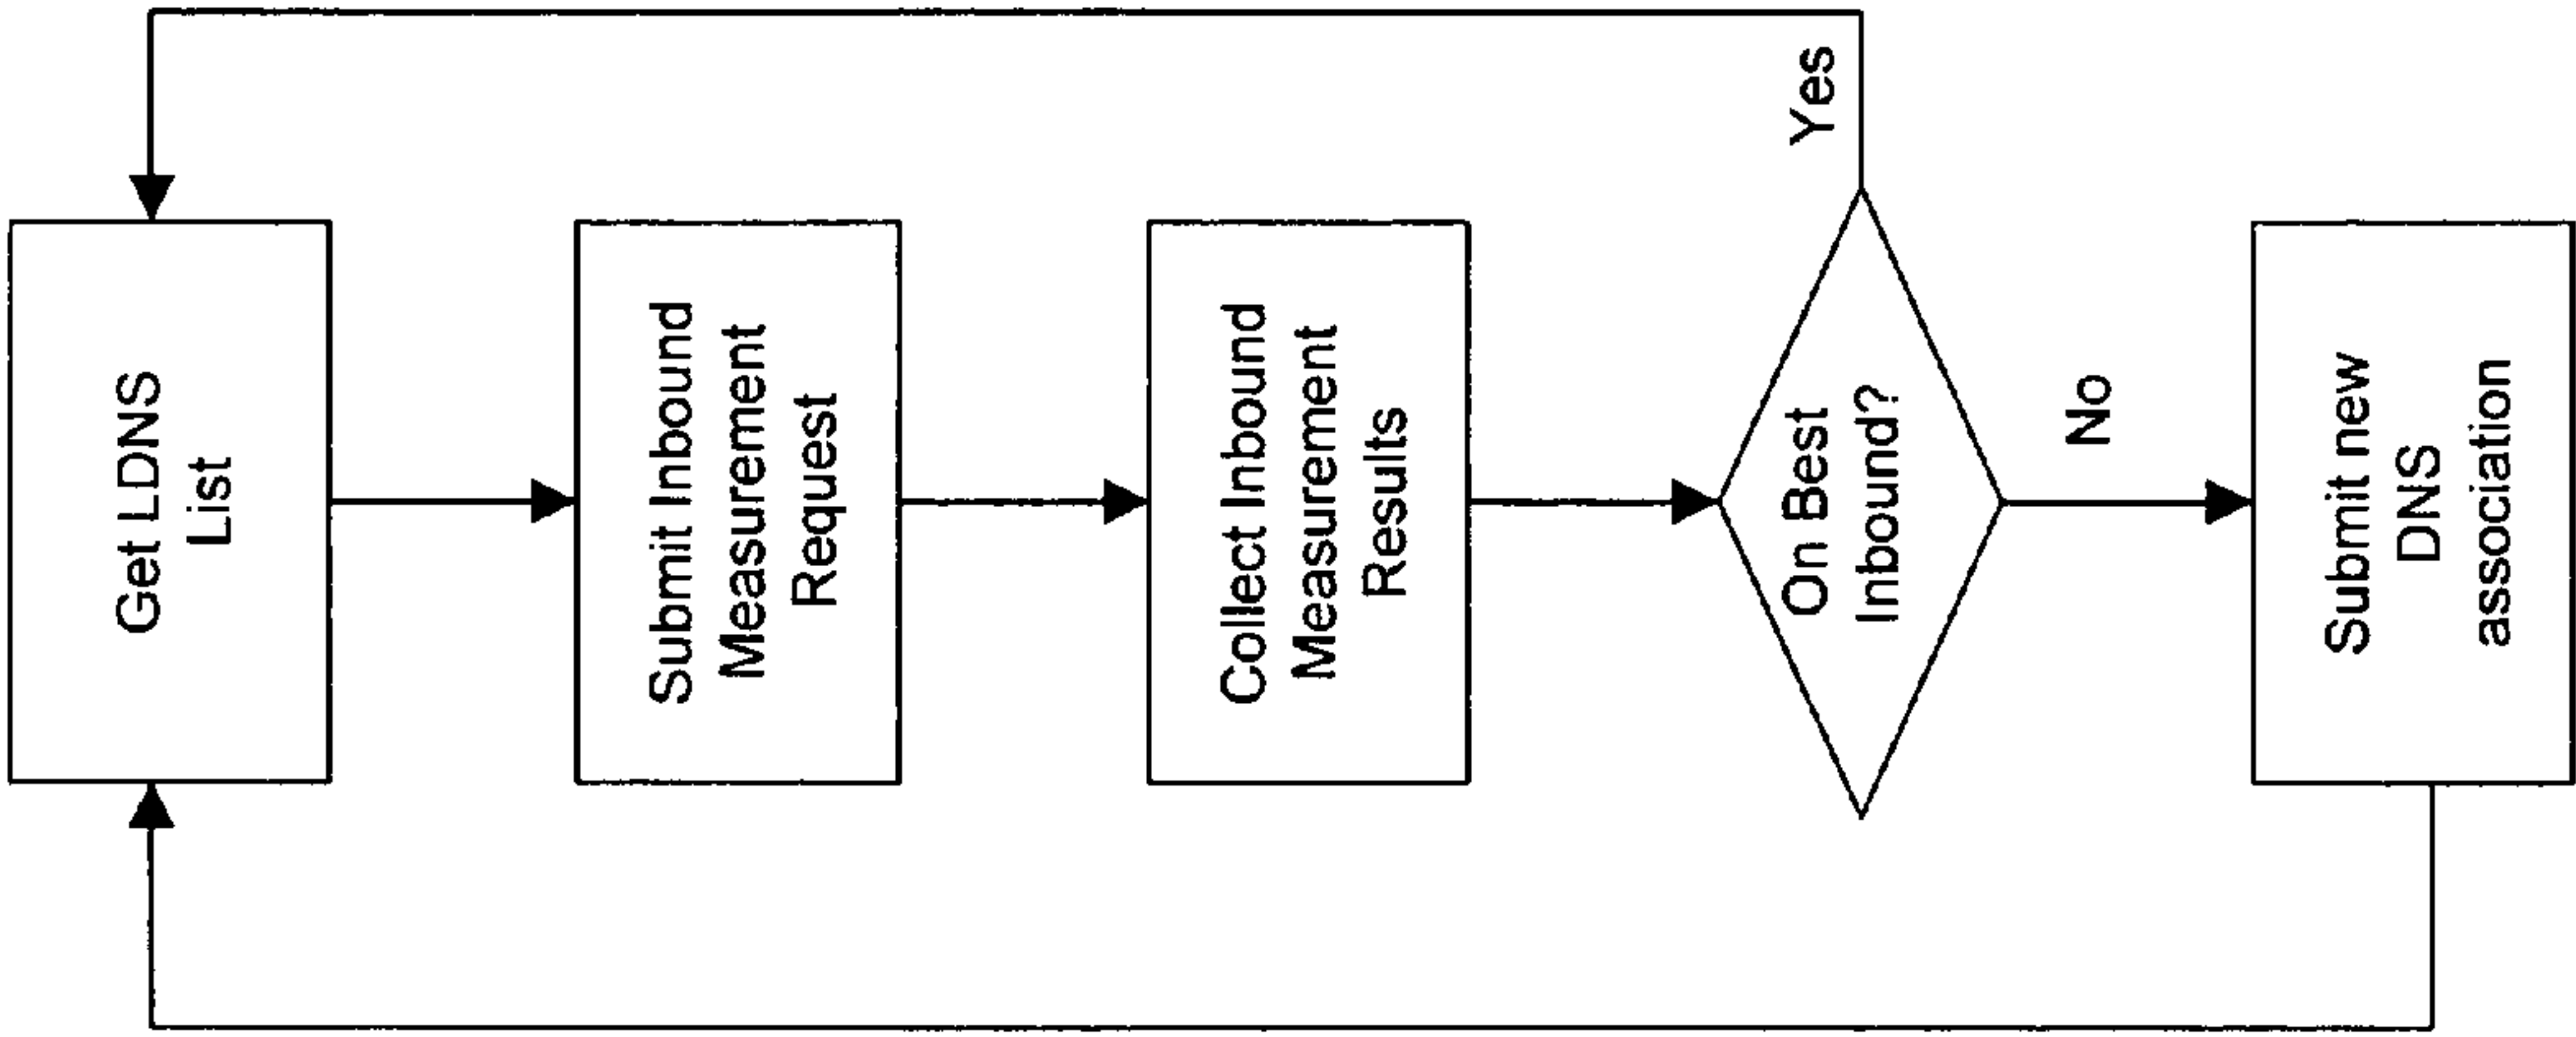 Get LDNS
List
Submit Inbound
Measurement
Request
Collect Inbound
Measurement
Results
On Best
Inbound?
Yes
No
Submit new
DNS
association